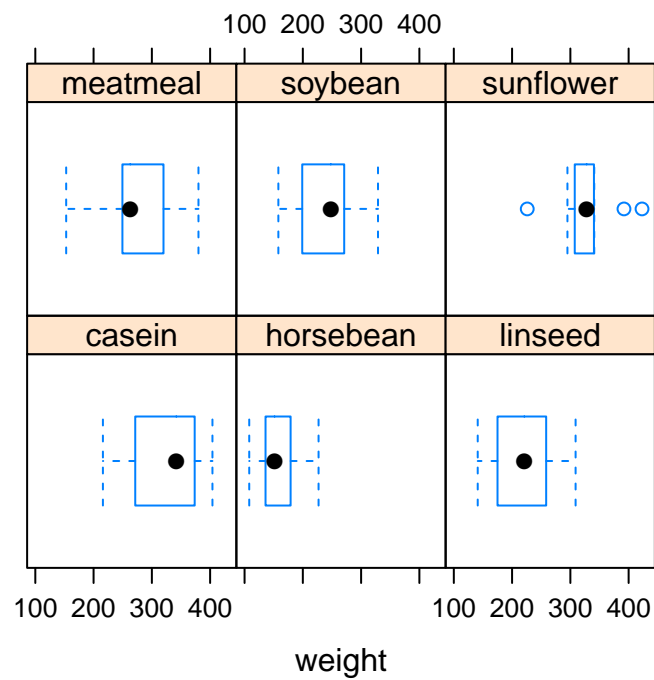 100 200 300 400
meatmeal soybean sunflower
casein horsebean linseed
100 200 300 400 100 200 300 400
weight